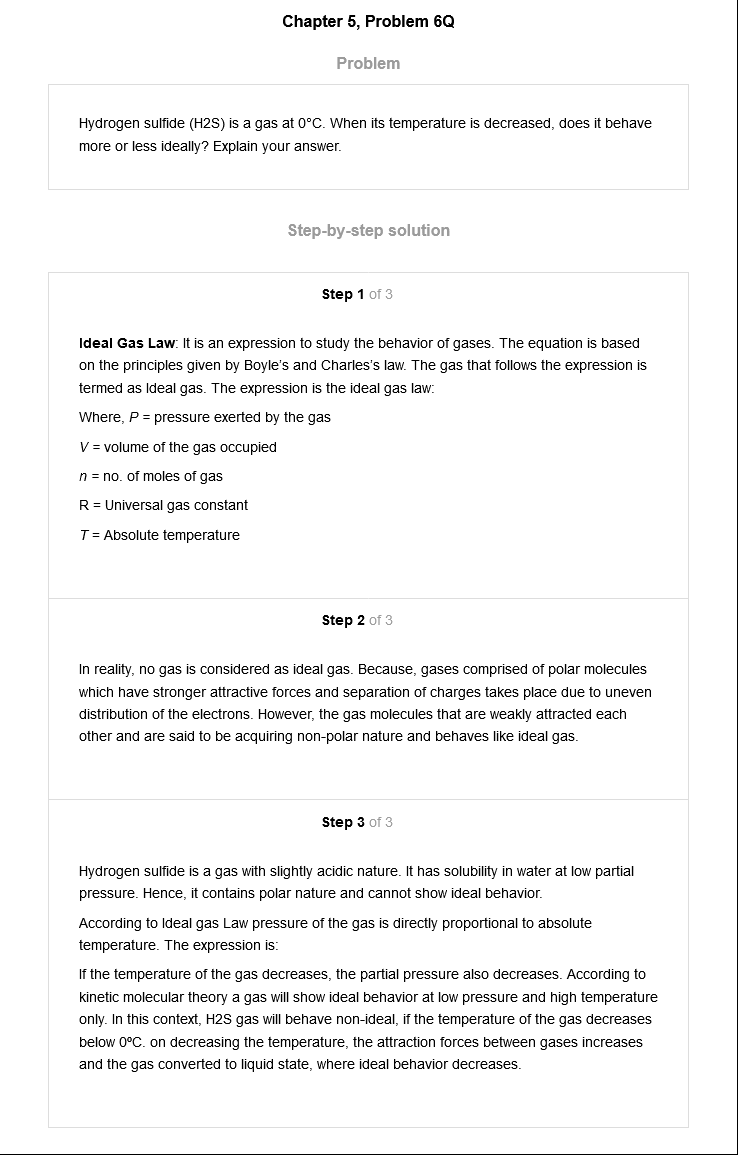 Chapter 5, Problem 6Q
Problem
Hydrogen sulfide (H2S) is a gas at 0°C. When its temperature is decreased, does it behave
more or less ideally? Explain your answer.
Step-by-step solution
Step 1 of 3
Ideal Gas Law: It is an expression to study the behavior of gases. The equation is based
on the principles given by Boyle's and Charles's law. The gas that follows the expression is
termed as Ideal gas. The expression is the ideal gas law:
Where, P = pressure exerted by the gas
V = volume of the gas occupied
n = no. of moles of gas
R = Universal gas constant
T = Absolute temperature
Step 2 of 3
In reality, no gas is considered as ideal gas. Because, gases comprised of polar molecules
which have stronger attractive forces and separation of charges takes place due to uneven
distribution of the electrons. However, the gas molecules that are weakly attracted each
other and are said to be acquiring non-polar nature and behaves like ideal gas.
Step 3 of 3
Hydrogen sulfide is a gas with slightly acidic nature. It has solubility in water at low partial
pressure. Hence, it contains polar nature and cannot show ideal behavior.
According to Ideal gas Law pressure of the gas is directly proportional to absolute
temperature. The expression is:
If the temperature of the gas decreases, the partial pressure also decreases. According to
kinetic molecular theory a gas will show ideal behavior at low pressure and high temperature
only. In this context, H2S gas will behave non-ideal, if the temperature of the gas decreases
below 0ºC. on decreasing the temperature, the attraction forces between gases increases
and the gas converted to liquid state, where ideal behavior decreases.